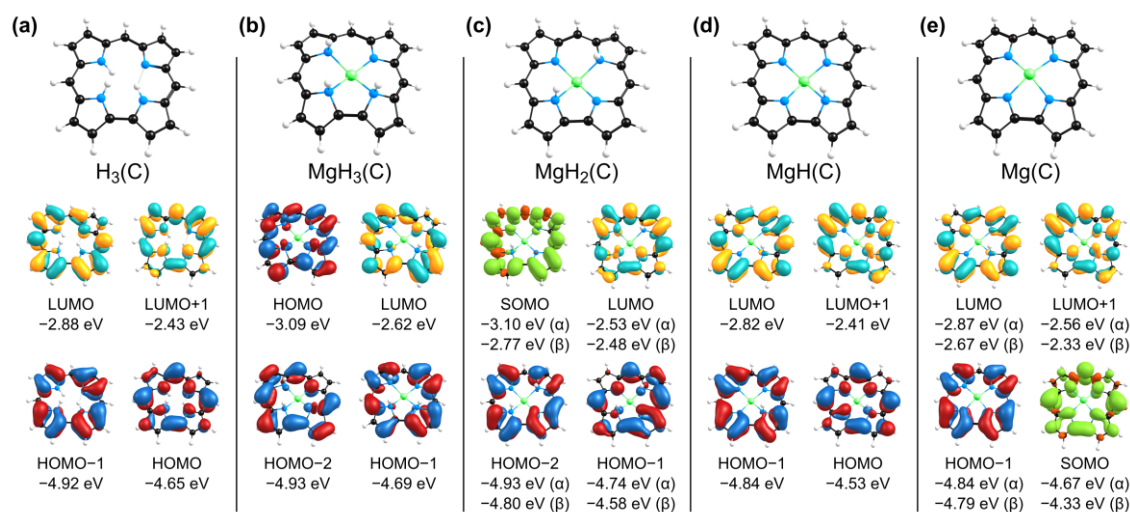 (a)
H₃(C)
LUMO
−2.88 eV
LUMO+1
−2.43 eV
HOMO−1
−4.92 eV
HOMO
−4.65 eV
(b)
MgH₃(C)
HOMO
−3.09 eV
LUMO
−2.62 eV
HOMO−2
−4.93 eV
HOMO−1
−4.69 eV
(c)
MgH₂(C)
SOMO
−3.10 eV (α)
−2.77 eV (β)
LUMO
−2.53 eV (α)
−2.48 eV (β)
HOMO−2
−4.93 eV (α)
−4.80 eV (β)
HOMO−1
−4.74 eV (α)
−4.58 eV (β)
(d)
MgH(C)
LUMO
−2.82 eV
LUMO+1
−2.41 eV
HOMO−1
−4.84 eV
HOMO
−4.53 eV
(e)
Mg(C)
LUMO
−2.87 eV (α)
−2.67 eV (β)
LUMO+1
−2.56 eV (α)
−2.33 eV (β)
HOMO−1
−4.84 eV (α)
−4.79 eV (β)
SOMO
−4.67 eV (α)
−4.33 eV (β)